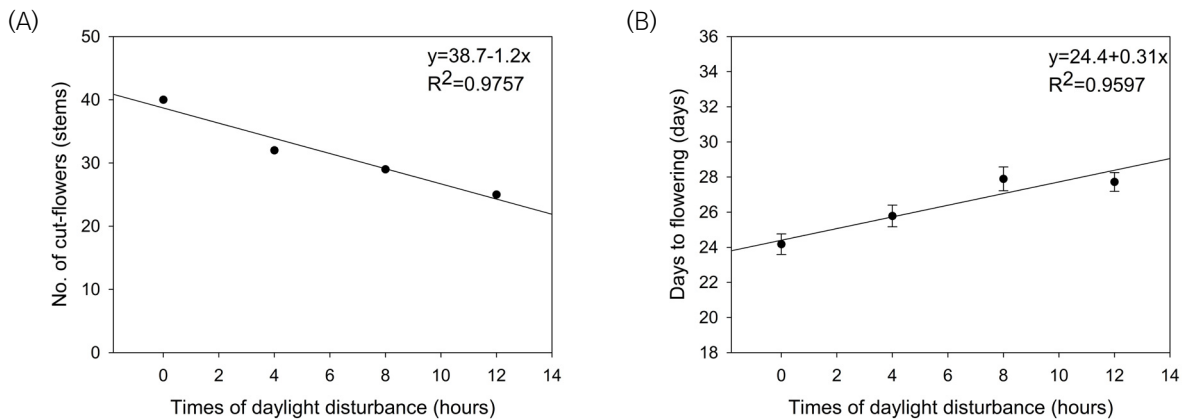 (A)
y=38.7-1.2x
R²=0.9757
No. of cut-flowers (stems)
50
40
30
20
10
0
0 2 4 6 8 10 12 14
Times of daylight disturbance (hours)
(B)
y=24.4+0.31x
R²=0.9597
Days to flowering (days)
36
34
32
30
28
26
24
22
20
18
0 2 4 6 8 10 12 14
Times of daylight disturbance (hours)